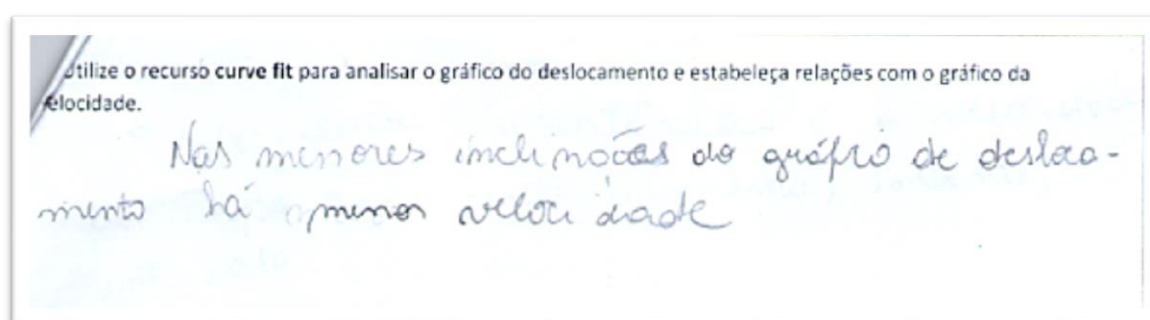 Utilize o recurso curve fit para analisar o gráfico do deslocamento e estabeleça relações com o gráfico da
elocidade.
Nas menores inclinações do gráfico de desloca-
mento há menor velocidade